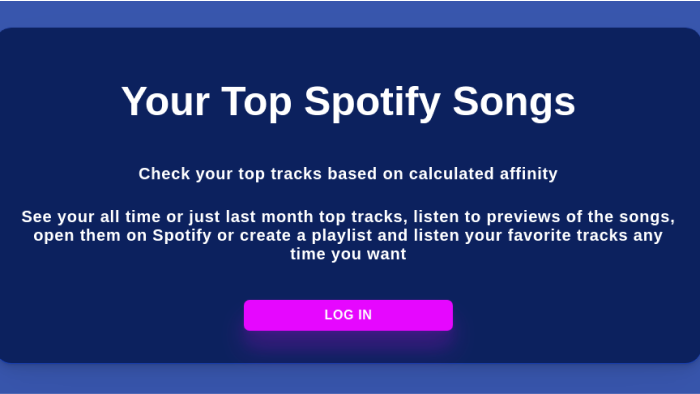 Your Top Spotify Songs
Check your top tracks based on calculated affinity
See your all time or just last month top tracks, listen to previews of the songs,
open them on Spotify or create a playlist and listen your favorite tracks any
time you want
LOG IN